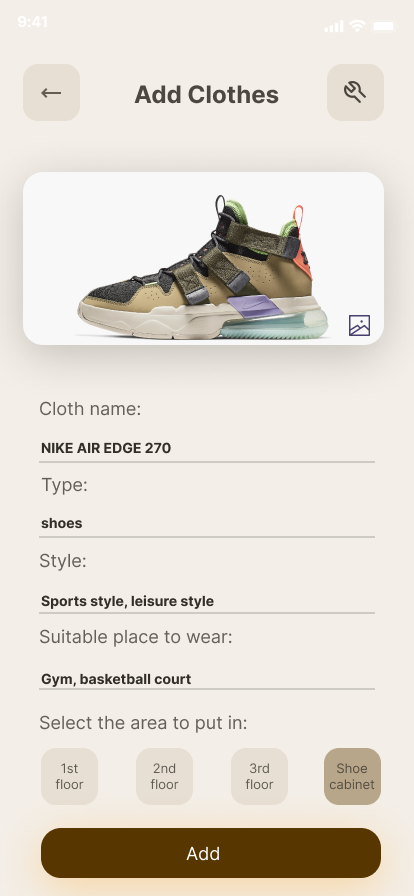 9:41
Add Clothes
Cloth name:
NIKE AIR EDGE 270
Type:
shoes
Style:
Sports style, leisure style
Suitable place to wear:
Gym, basketball court
Select the area to put in:
1st
floor
2nd
floor
3rd
floor
Shoe
cabinet
Add